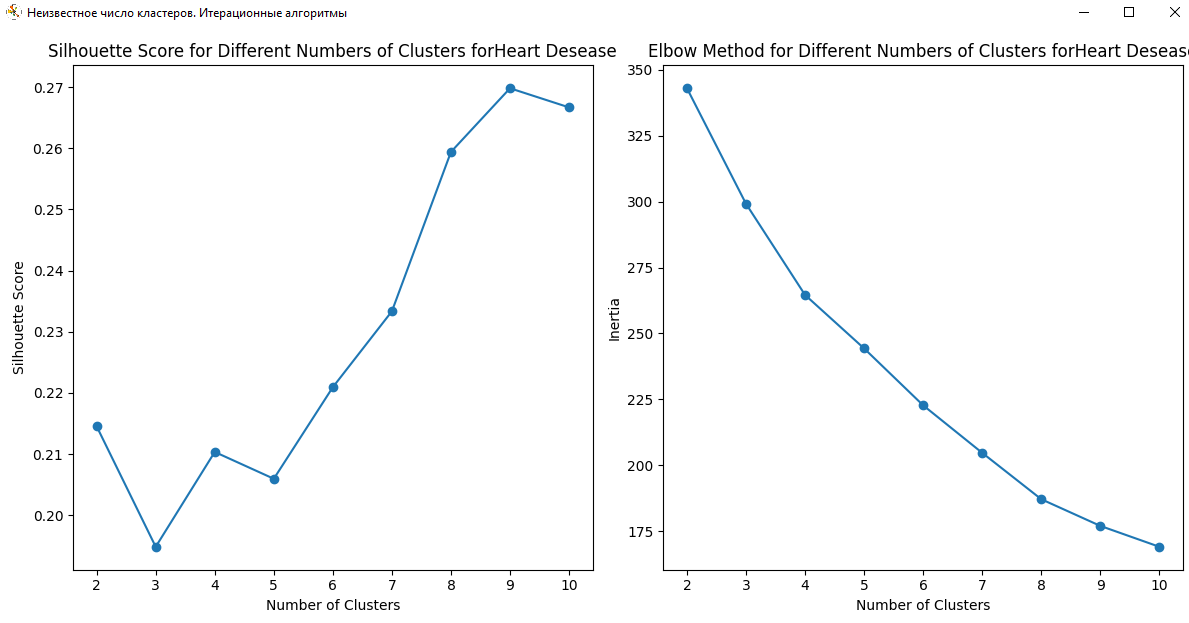 Неизвестное число кластеров. Итерационные алгоритмы
Silhouette Score for Different Numbers of Clusters forHeart Desease
0.27
0.26
0.25
0.24
0.23
0.22
0.21
0.20
Silhouette Score
2 3 4 5 6 7 8 9 10
Number of Clusters
Elbow Method for Different Numbers of Clusters forHeart Desease
350
325
300
275
250
225
200
175
Inertia
2 3 4 5 6 7 8 9 10
Number of Clusters